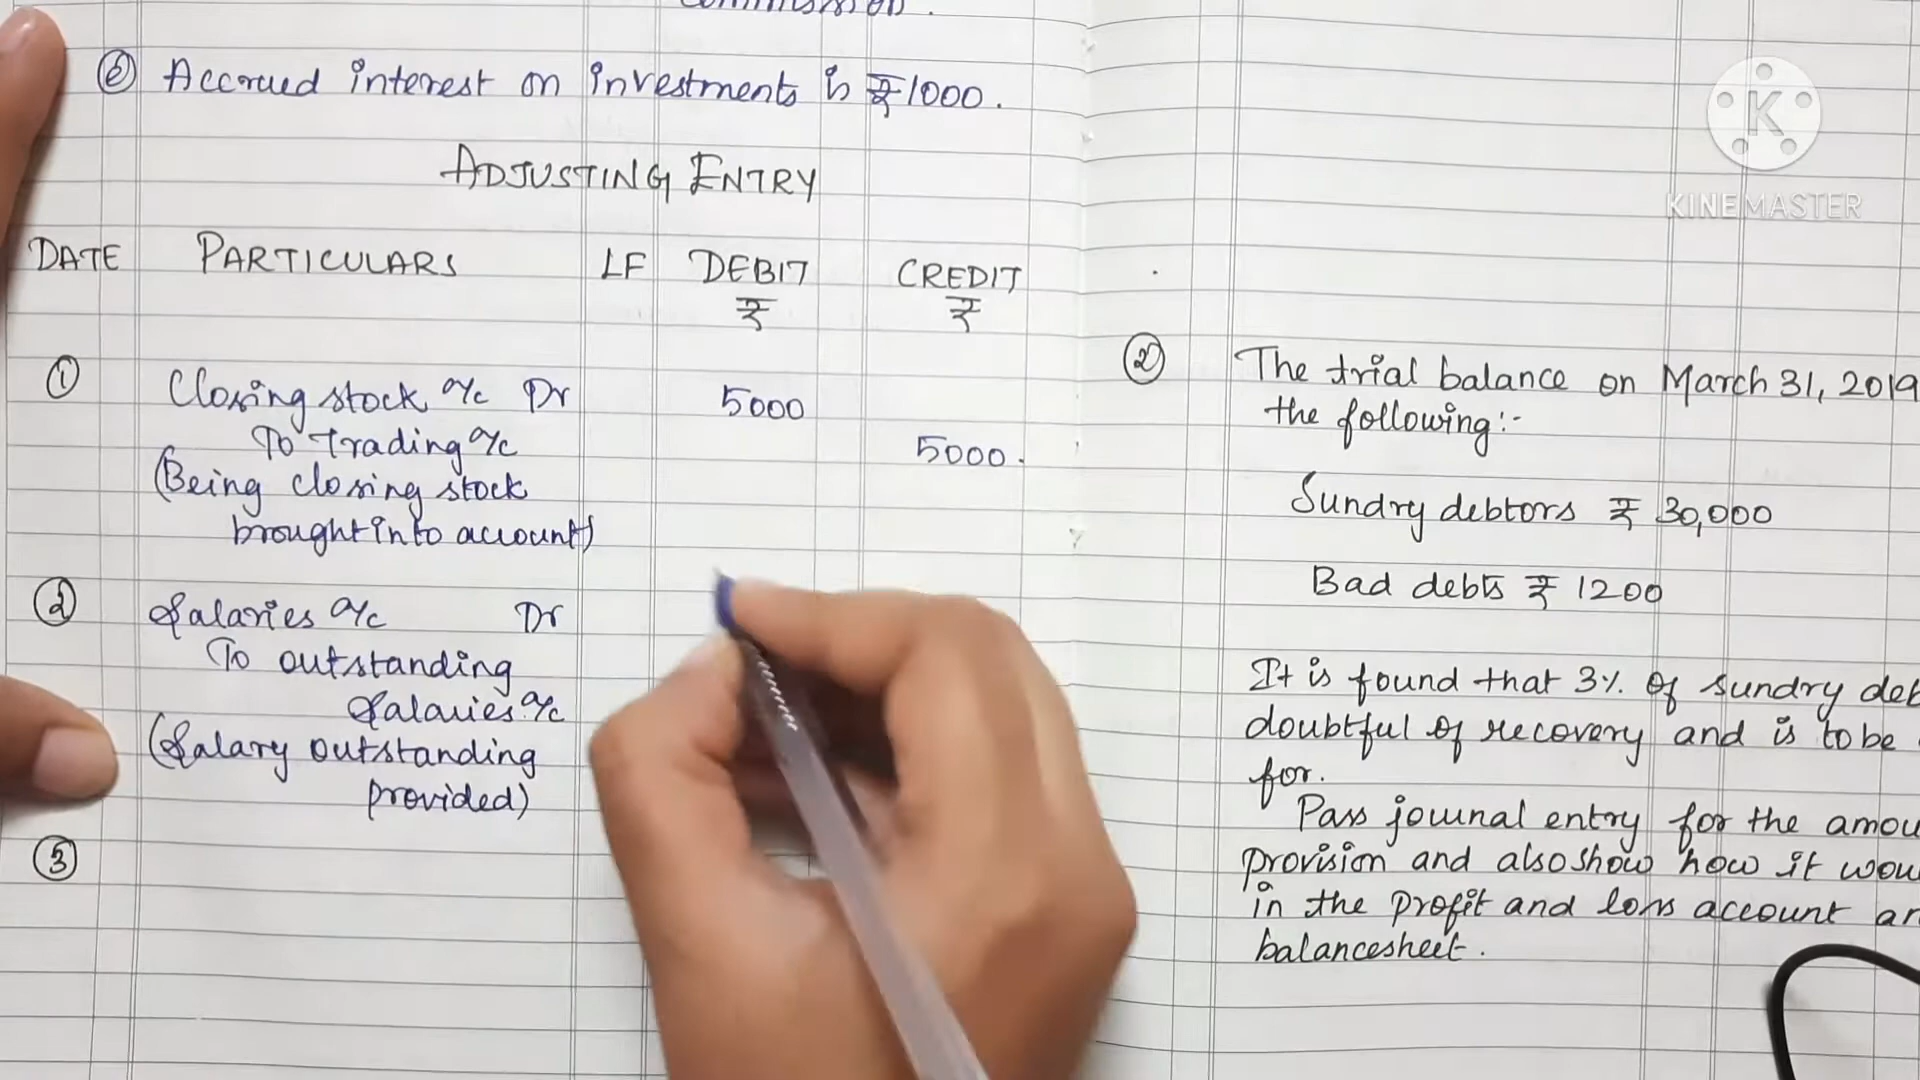 ⑥ Accrued interest on investments is ₹1000.
ADJUSTING ENTRY
DATE PARTICULARS LF DEBIT ₹ CREDIT ₹
① Closing stock a/c Dr 5000
To trading a/c 5000.
(Being closing stock
brought into account)
② Salaries a/c Dr
To outstanding
Salaries a/c
(Salary outstanding
provided)
③
② The trial balance on March 31, 2019
the following:-
Sundry debtors ₹ 30,000
Bad debts ₹ 1200
It is found that 3% of sundry deb
doubtful of recovery and is to be
for.
Pass journal entry for the amou
provision and also show how it wou
in the profit and loss account an
balancesheet.
K
KINEMASTER